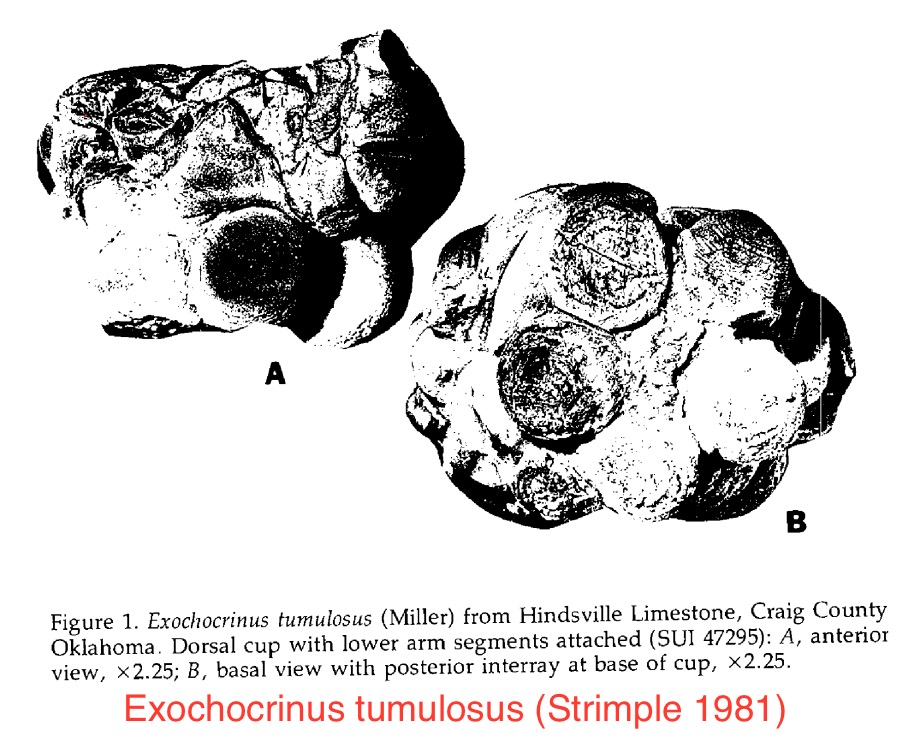 A
B
Figure 1. Exochocrinus tumulosus (Miller) from Hindsville Limestone, Craig County
Oklahoma. Dorsal cup with lower arm segments attached (SUI 47295): A, anterior
view, ×2.25; B, basal view with posterior interray at base of cup, ×2.25.
Exochocrinus tumulosus (Strimple 1981)